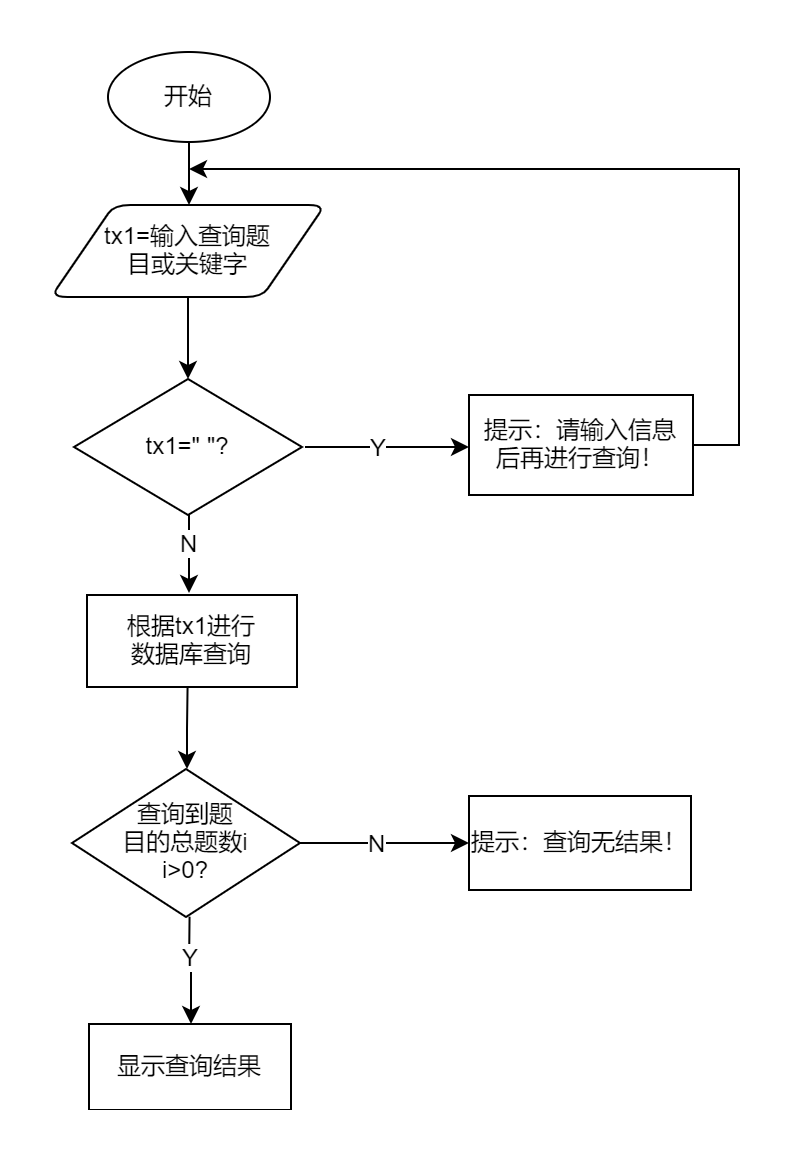 开始
tx1=输入查询题
目或关键字
tx1=" "?
Y
提示：请输入信息
后再进行查询！
N
根据tx1进行
数据库查询
查询到题
目的总题数i
i>0?
N
提示：查询无结果！
Y
显示查询结果